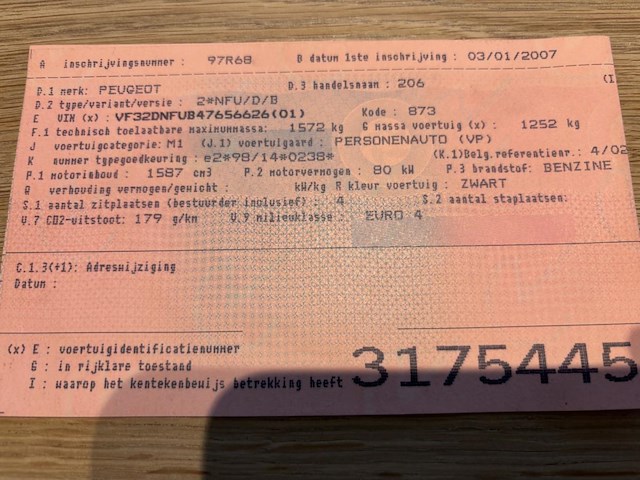 A inschrijvingsnummer : 97R6B B datum 1ste inschrijving : 03/01/2007
D.1 merk: PEUGEOT D.3 handelsnaam : 206 (I
D.2 type/variant/versie : 2*NFU/D/B
E VIN (x) : VF32DNFUB47656626(01) Kode : 873
F.1 technisch toelaatbare maximummassa: 1572 kg G massa voertuig (x) : 1252 kg
J voertuigcategorie: M1 (J.1) voertuigaard : PERSONENAUTO (VP)
K nummer typegoedkeuring : e2*98/14*0238* (K.1)Belg.referentienr.: 4/02
P.1 motorinhoud : 1587 cm3 P.2 motorvermogen : 80 kW P.3 brandstof: BENZINE
Q verhouding vermogen/gewicht : kW/kg R kleur voertuig : ZWART
S.1 aantal zitplaatsen (bestuurder inclusief) : 4 S.2 aantal staplaatsen:
V.7 CO2-uitstoot: 179 g/km V.9 milieuklasse : EURO 4
C.1.3(+1): Adreswijziging
Datum :
(x) E : voertuigidentificatienummer
G : in rijklare toestand
I : waarop het kentekenbewijs betrekking heeft
3175445